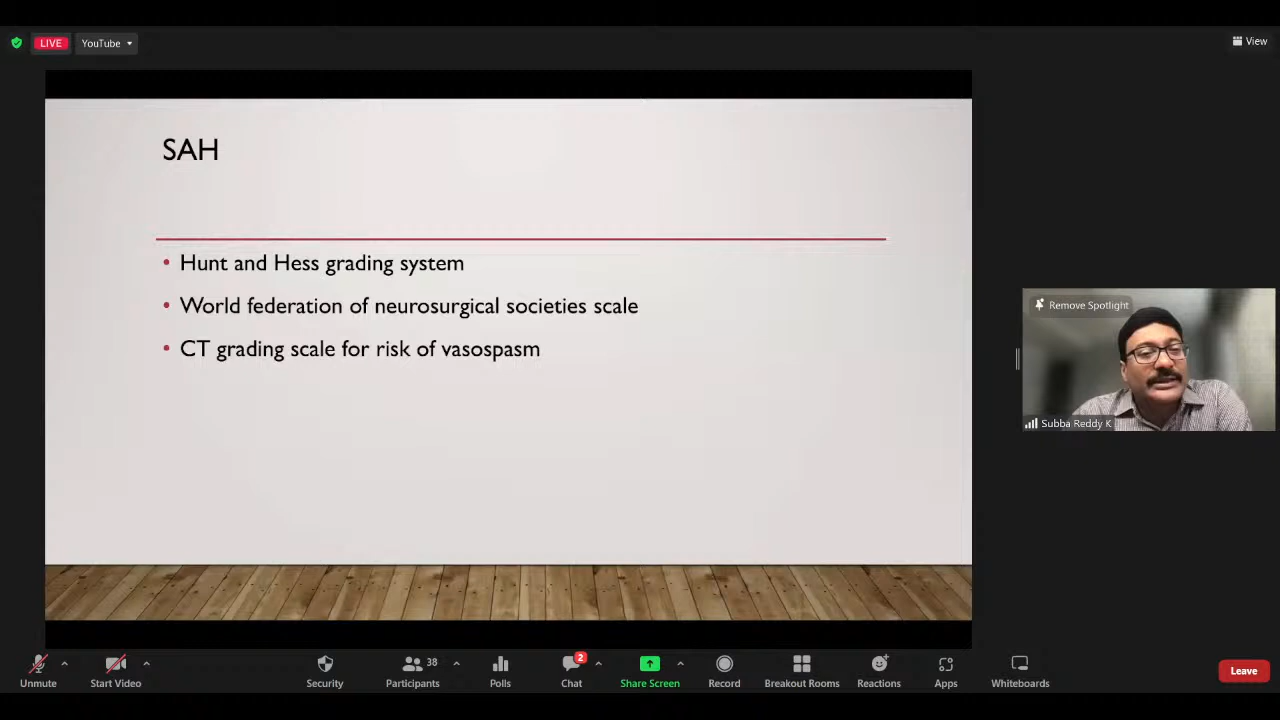 LIVE
YouTube
View
SAH
Hunt and Hess grading system
World federation of neurosurgical societies scale
CT grading scale for risk of vasospasm
Remove Spotlight
Subba Reddy K
Unmute
Start Video
Security
38
Participants
Polls
2
Chat
Share Screen
Record
Breakout Rooms
Reactions
Apps
Whiteboards
Leave